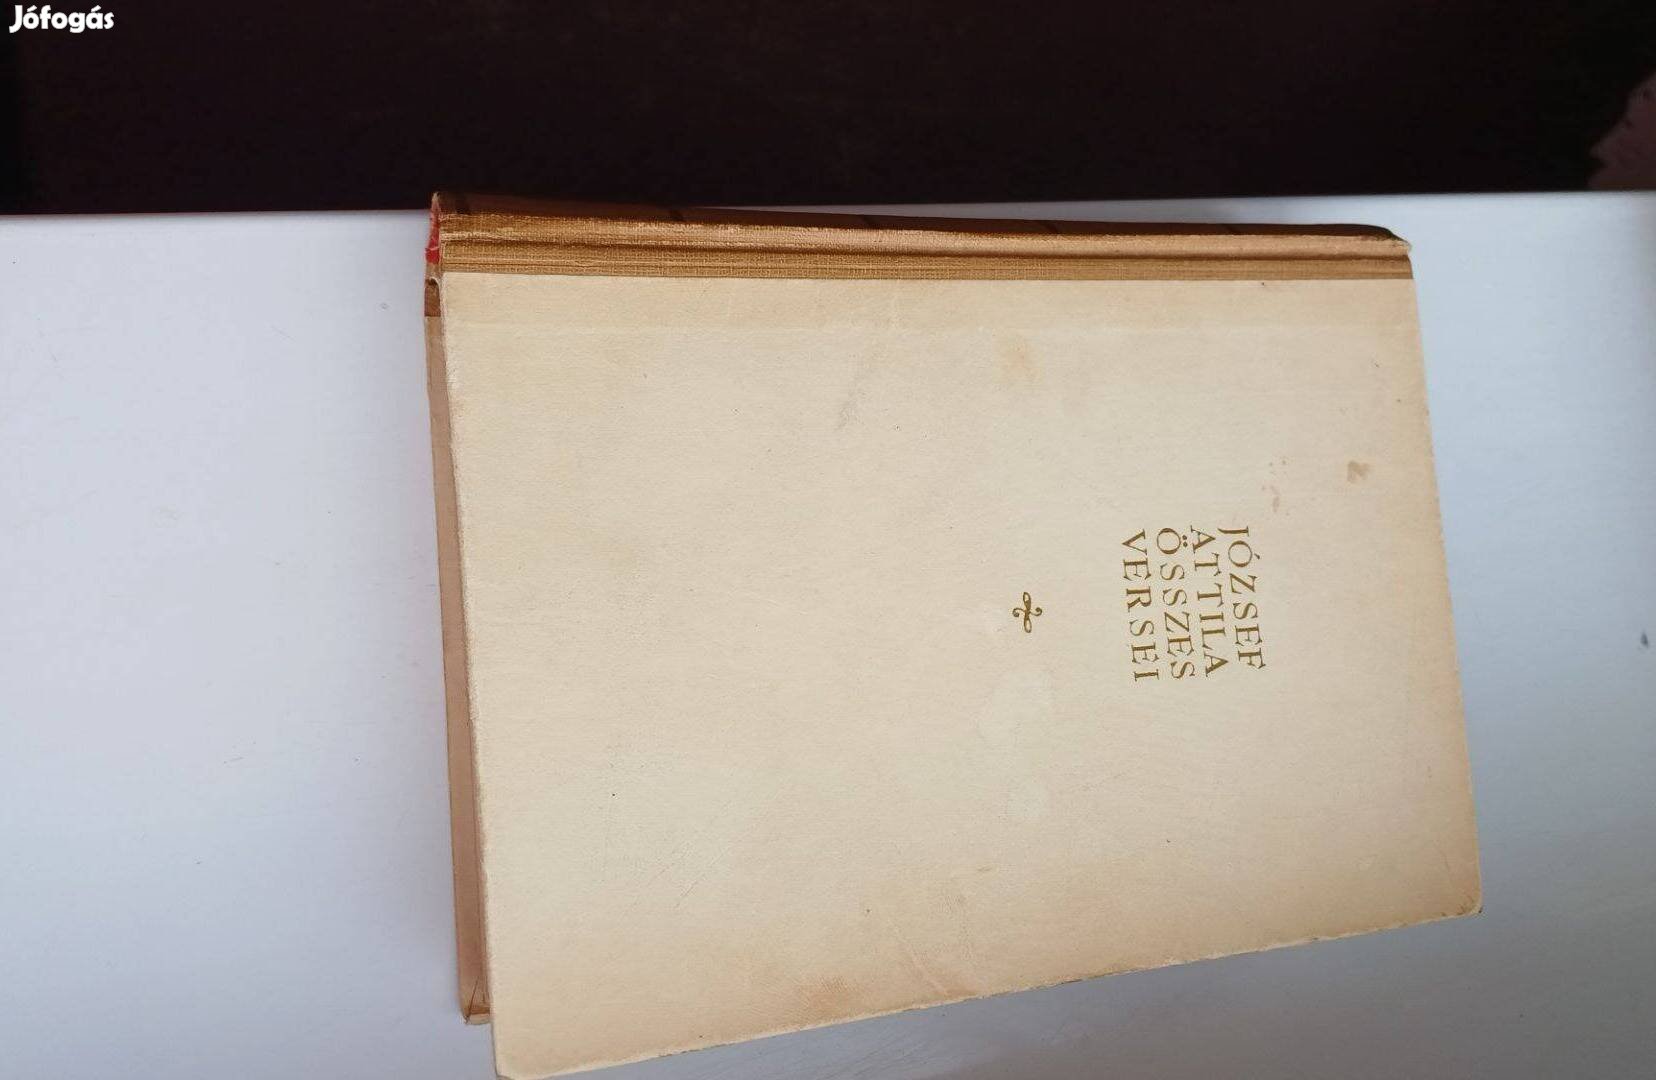 Jófogás
JÓZSEF
ATTILA
ÖSSZES
VERSEI